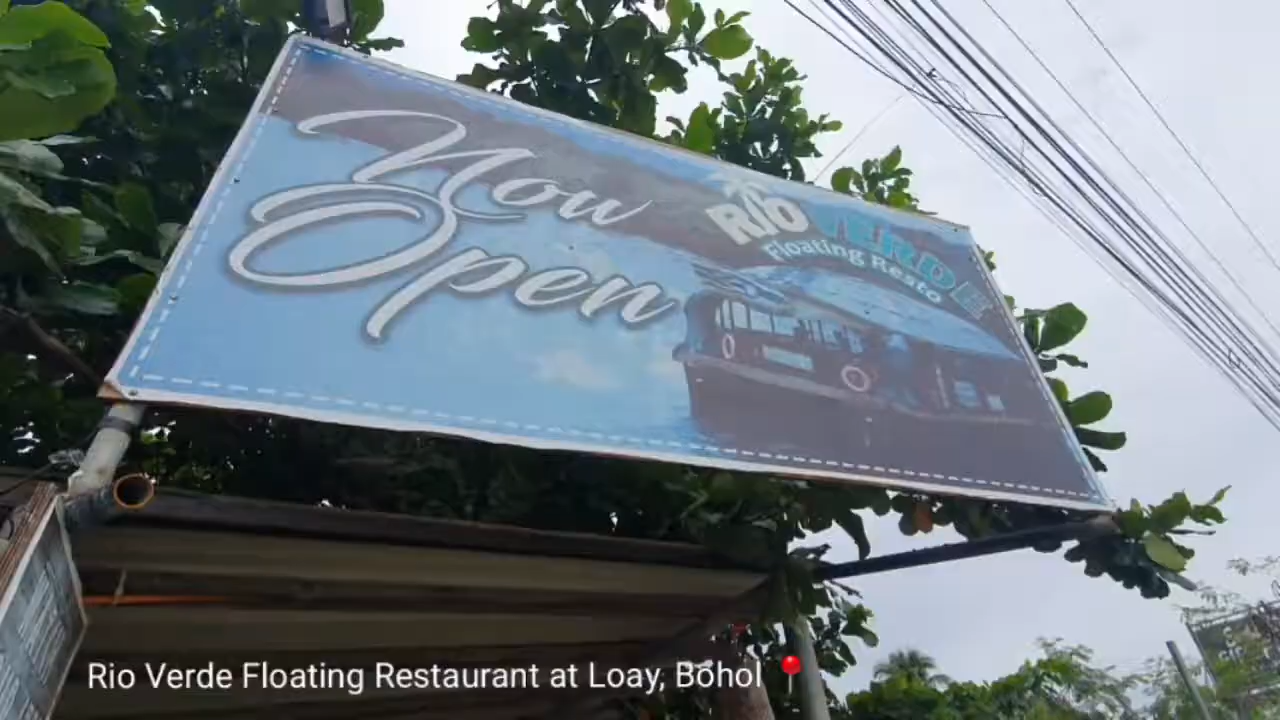 Now
Open
RIO VERDE
Floating Resto
Rio Verde Floating Restaurant at Loay, Bohol 📍